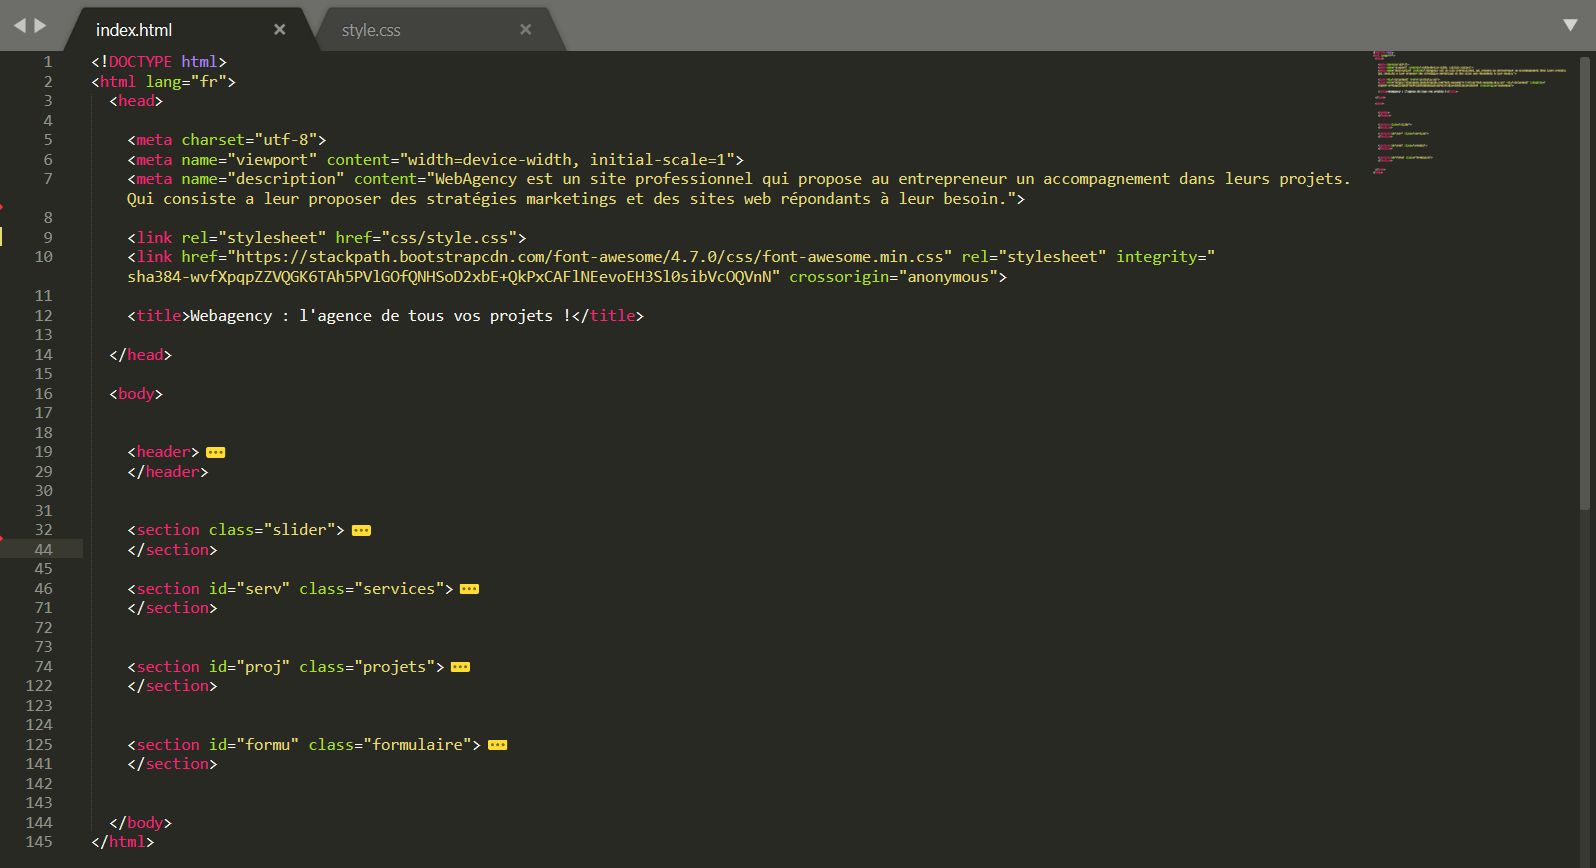 index.html × style.css ×
1 <!DOCTYPE html>
2 <html lang="fr">
3 <head>
4
5 <meta charset="utf-8">
6 <meta name="viewport" content="width=device-width, initial-scale=1">
7 <meta name="description" content="WebAgency est un site professionnel qui propose au entrepreneur un accompagnement dans leurs projets.
Qui consiste a leur proposer des stratégies marketings et des sites web répondants à leur besoin.">
8
9 <link rel="stylesheet" href="css/style.css">
10 <link href="https://stackpath.bootstrapcdn.com/font-awesome/4.7.0/css/font-awesome.min.css" rel="stylesheet" integrity="
sha384-wvfXpqpZZVQGK6TAh5PVlGOfQNHSoD2xbE+QkPxCAFlNEevoEH3Sl0sibVcOQVnN" crossorigin="anonymous">
11
12 <title>Webagency : l'agence de tous vos projets !</title>
13
14 </head>
15
16 <body>
17
18
19 <header> ...
29 </header>
30
31
32 <section class="slider"> ...
44 </section>
45
46 <section id="serv" class="services"> ...
71 </section>
72
73
74 <section id="proj" class="projets"> ...
122 </section>
123
124
125 <section id="formu" class="formulaire"> ...
141 </section>
142
143
144 </body>
145 </html>